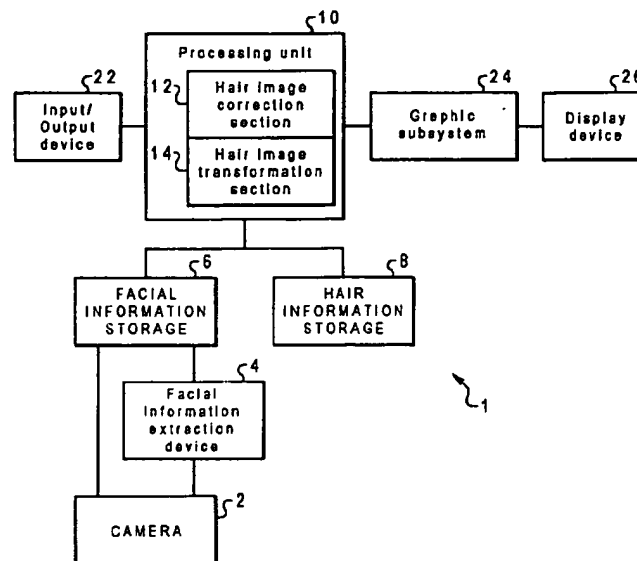 10
Processing unit
22
Input/
Output
device
12
Hair image
correction
section
14
Hair image
transformation
section
24
Graphic
subsystem
26
Display
device
6
FACIAL
INFORMATION
STORAGE
8
HAIR
INFORMATION
STORAGE
4
Facial
information
extraction
device
1
2
CAMERA